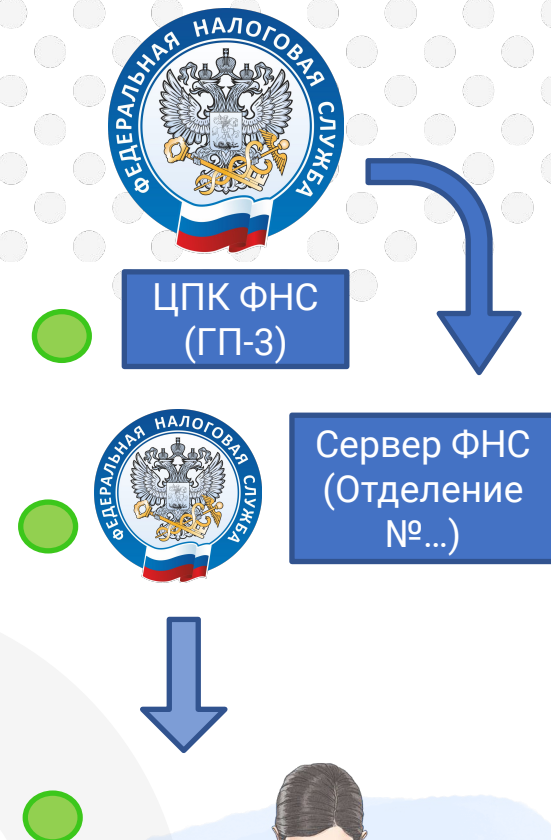 ФЕДЕРАЛЬНАЯ НАЛОГОВАЯ СЛУЖБА
ЦПК ФНС
(ГП-3)
ФЕДЕРАЛЬНАЯ НАЛОГОВАЯ СЛУЖБА
Сервер ФНС
(Отделение
№...)